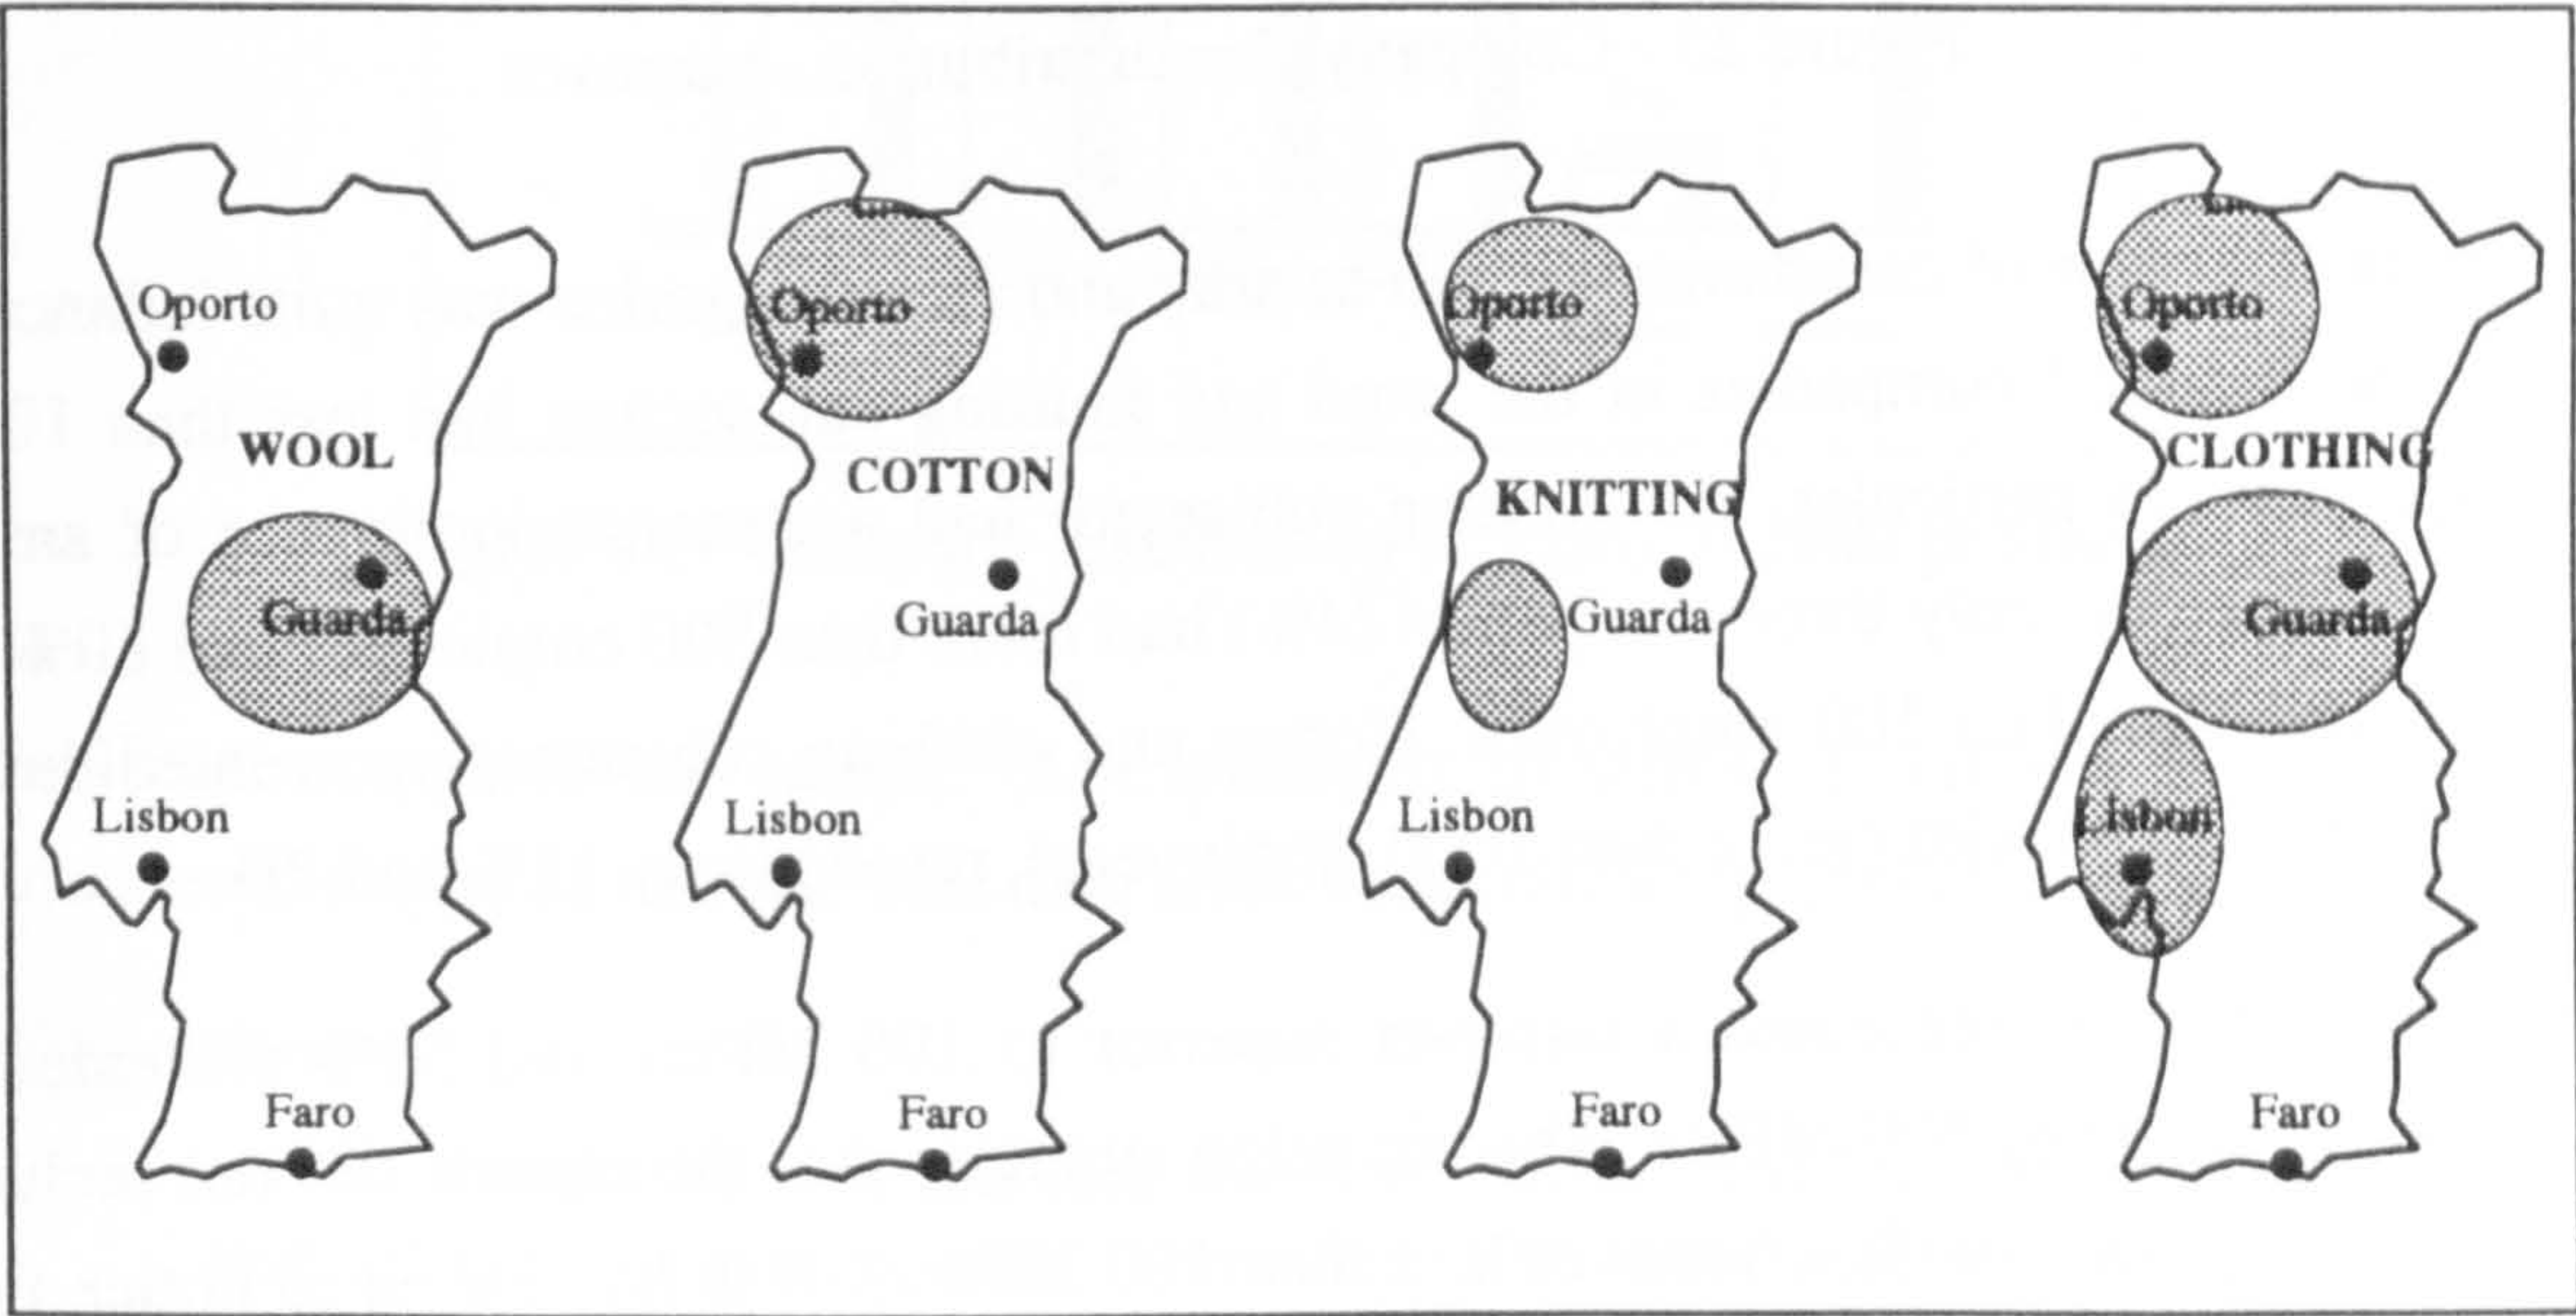 Oporto
WOOL
Guarda
Lisbon
Faro
Oporto
COTTON
Guarda
Lisbon
Faro
Oporto
KNITTING
Guarda
Lisbon
Faro
Oporto
CLOTHING
Guarda
Lisbon
Faro